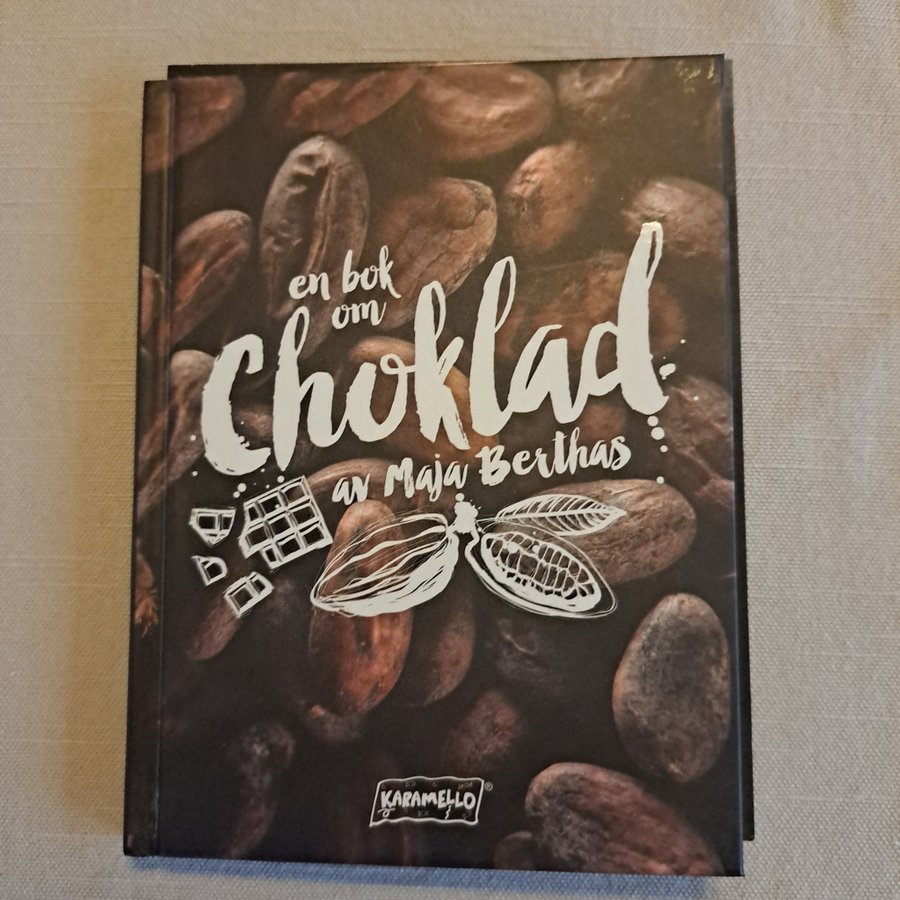 en bok
om
Choklad
av Maja Berthas
KARAMELLO®